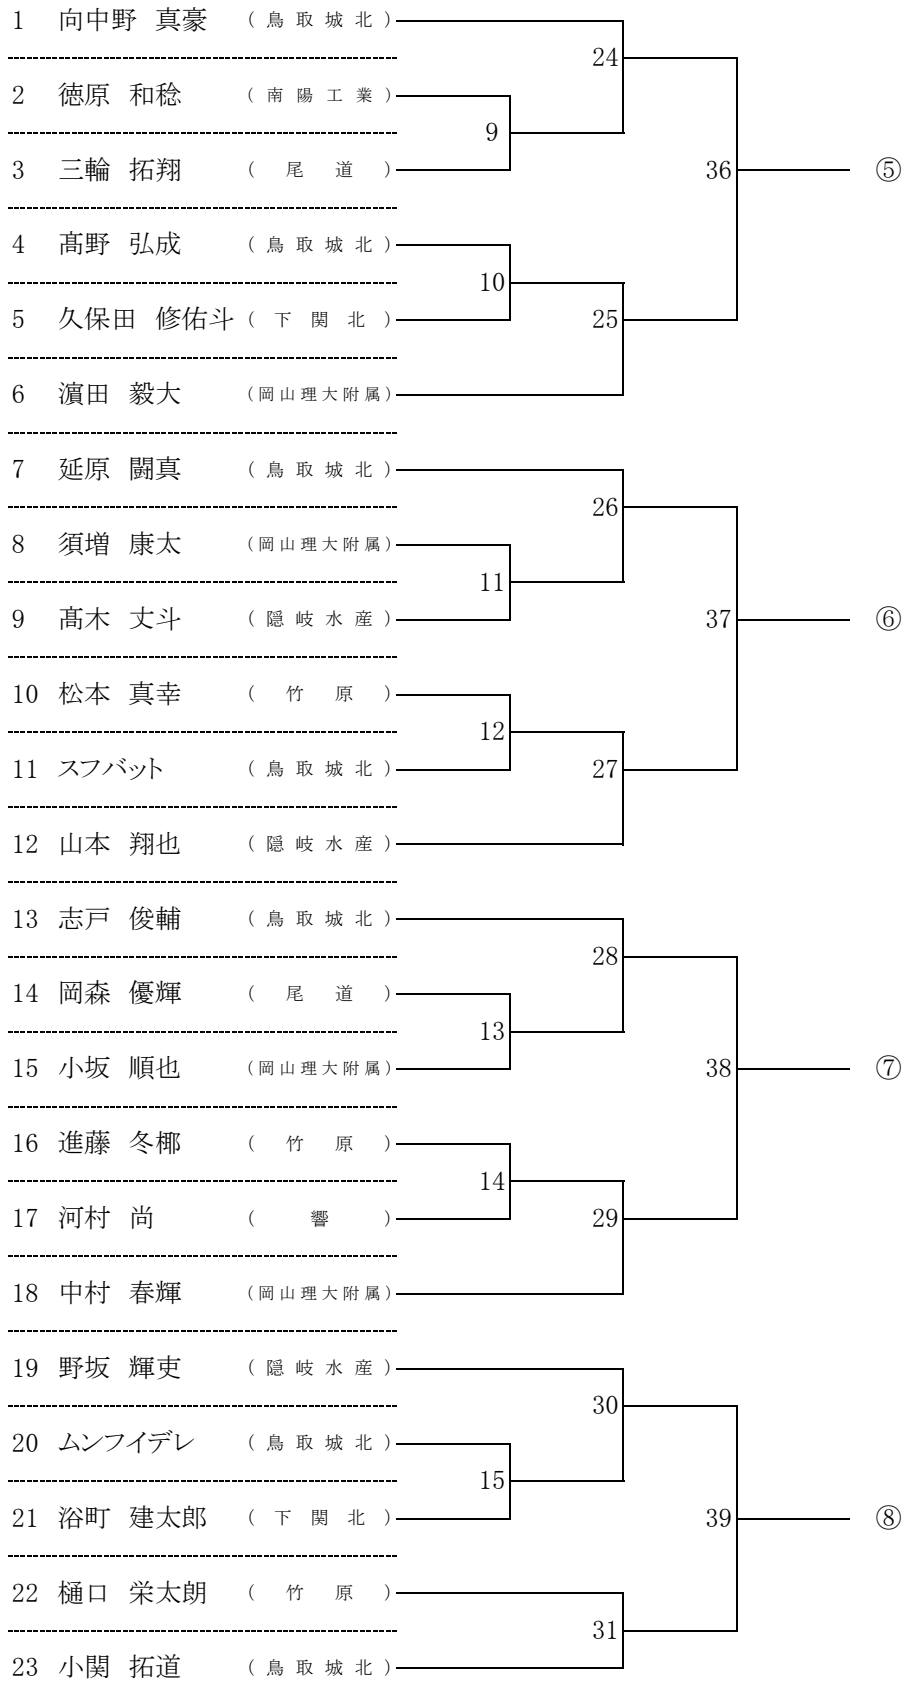 1 向中野 真豪 (鳥取城北)
24
2 徳原 和稔 (南陽工業)
9
3 三輪 拓翔 (尾道) 36 ⑤
4 髙野 弘成 (鳥取城北)
10
5 久保田 修佑斗 (下関北) 25
6 濵田 毅大 (岡山理大附属)
7 延原 闘真 (鳥取城北)
26
8 須増 康太 (岡山理大附属)
11
9 髙木 丈斗 (隠岐水産) 37 ⑥
10 松本 真幸 (竹原)
12
11 スフバット (鳥取城北) 27
12 山本 翔也 (隠岐水産)
13 志戸 俊輔 (鳥取城北)
28
14 岡森 優輝 (尾道)
13
15 小坂 順也 (岡山理大附属) 38 ⑦
16 進藤 冬椰 (竹原)
14
17 河村 尚 (響) 29
18 中村 春輝 (岡山理大附属)
19 野坂 輝吏 (隠岐水産)
30
20 ムンフイデレ (鳥取城北)
15
21 浴町 建太郎 (下関北) 39 ⑧
22 樋口 栄太朗 (竹原)
31
23 小関 拓道 (鳥取城北)